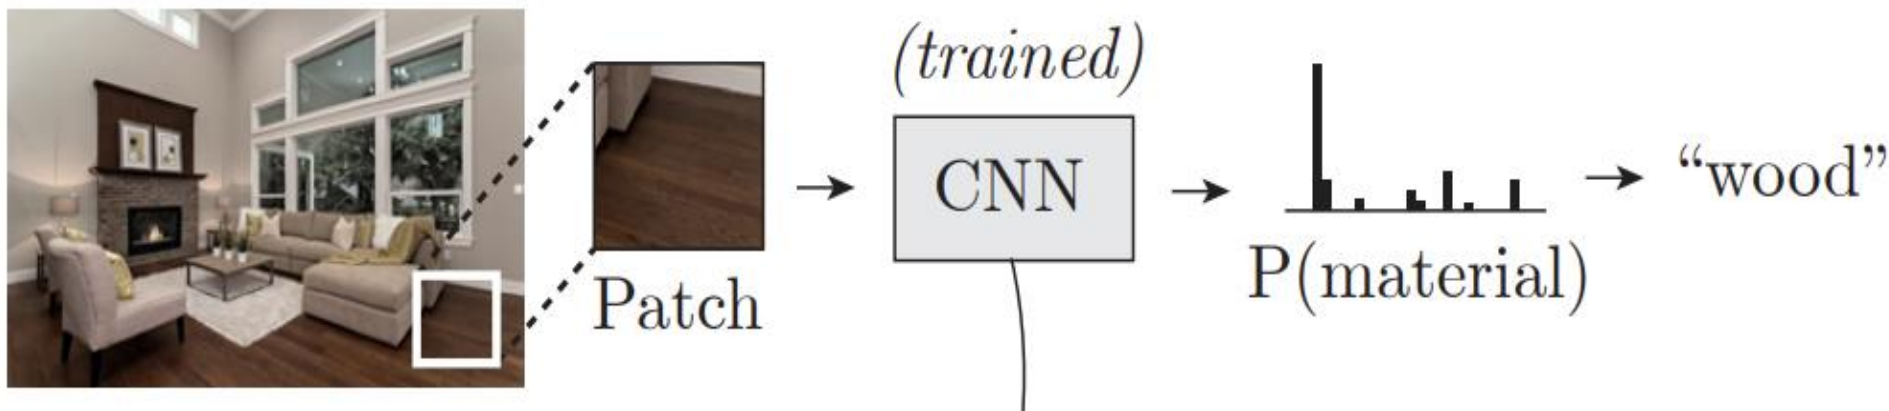 Patch
(trained)
CNN
P(material)
“wood”